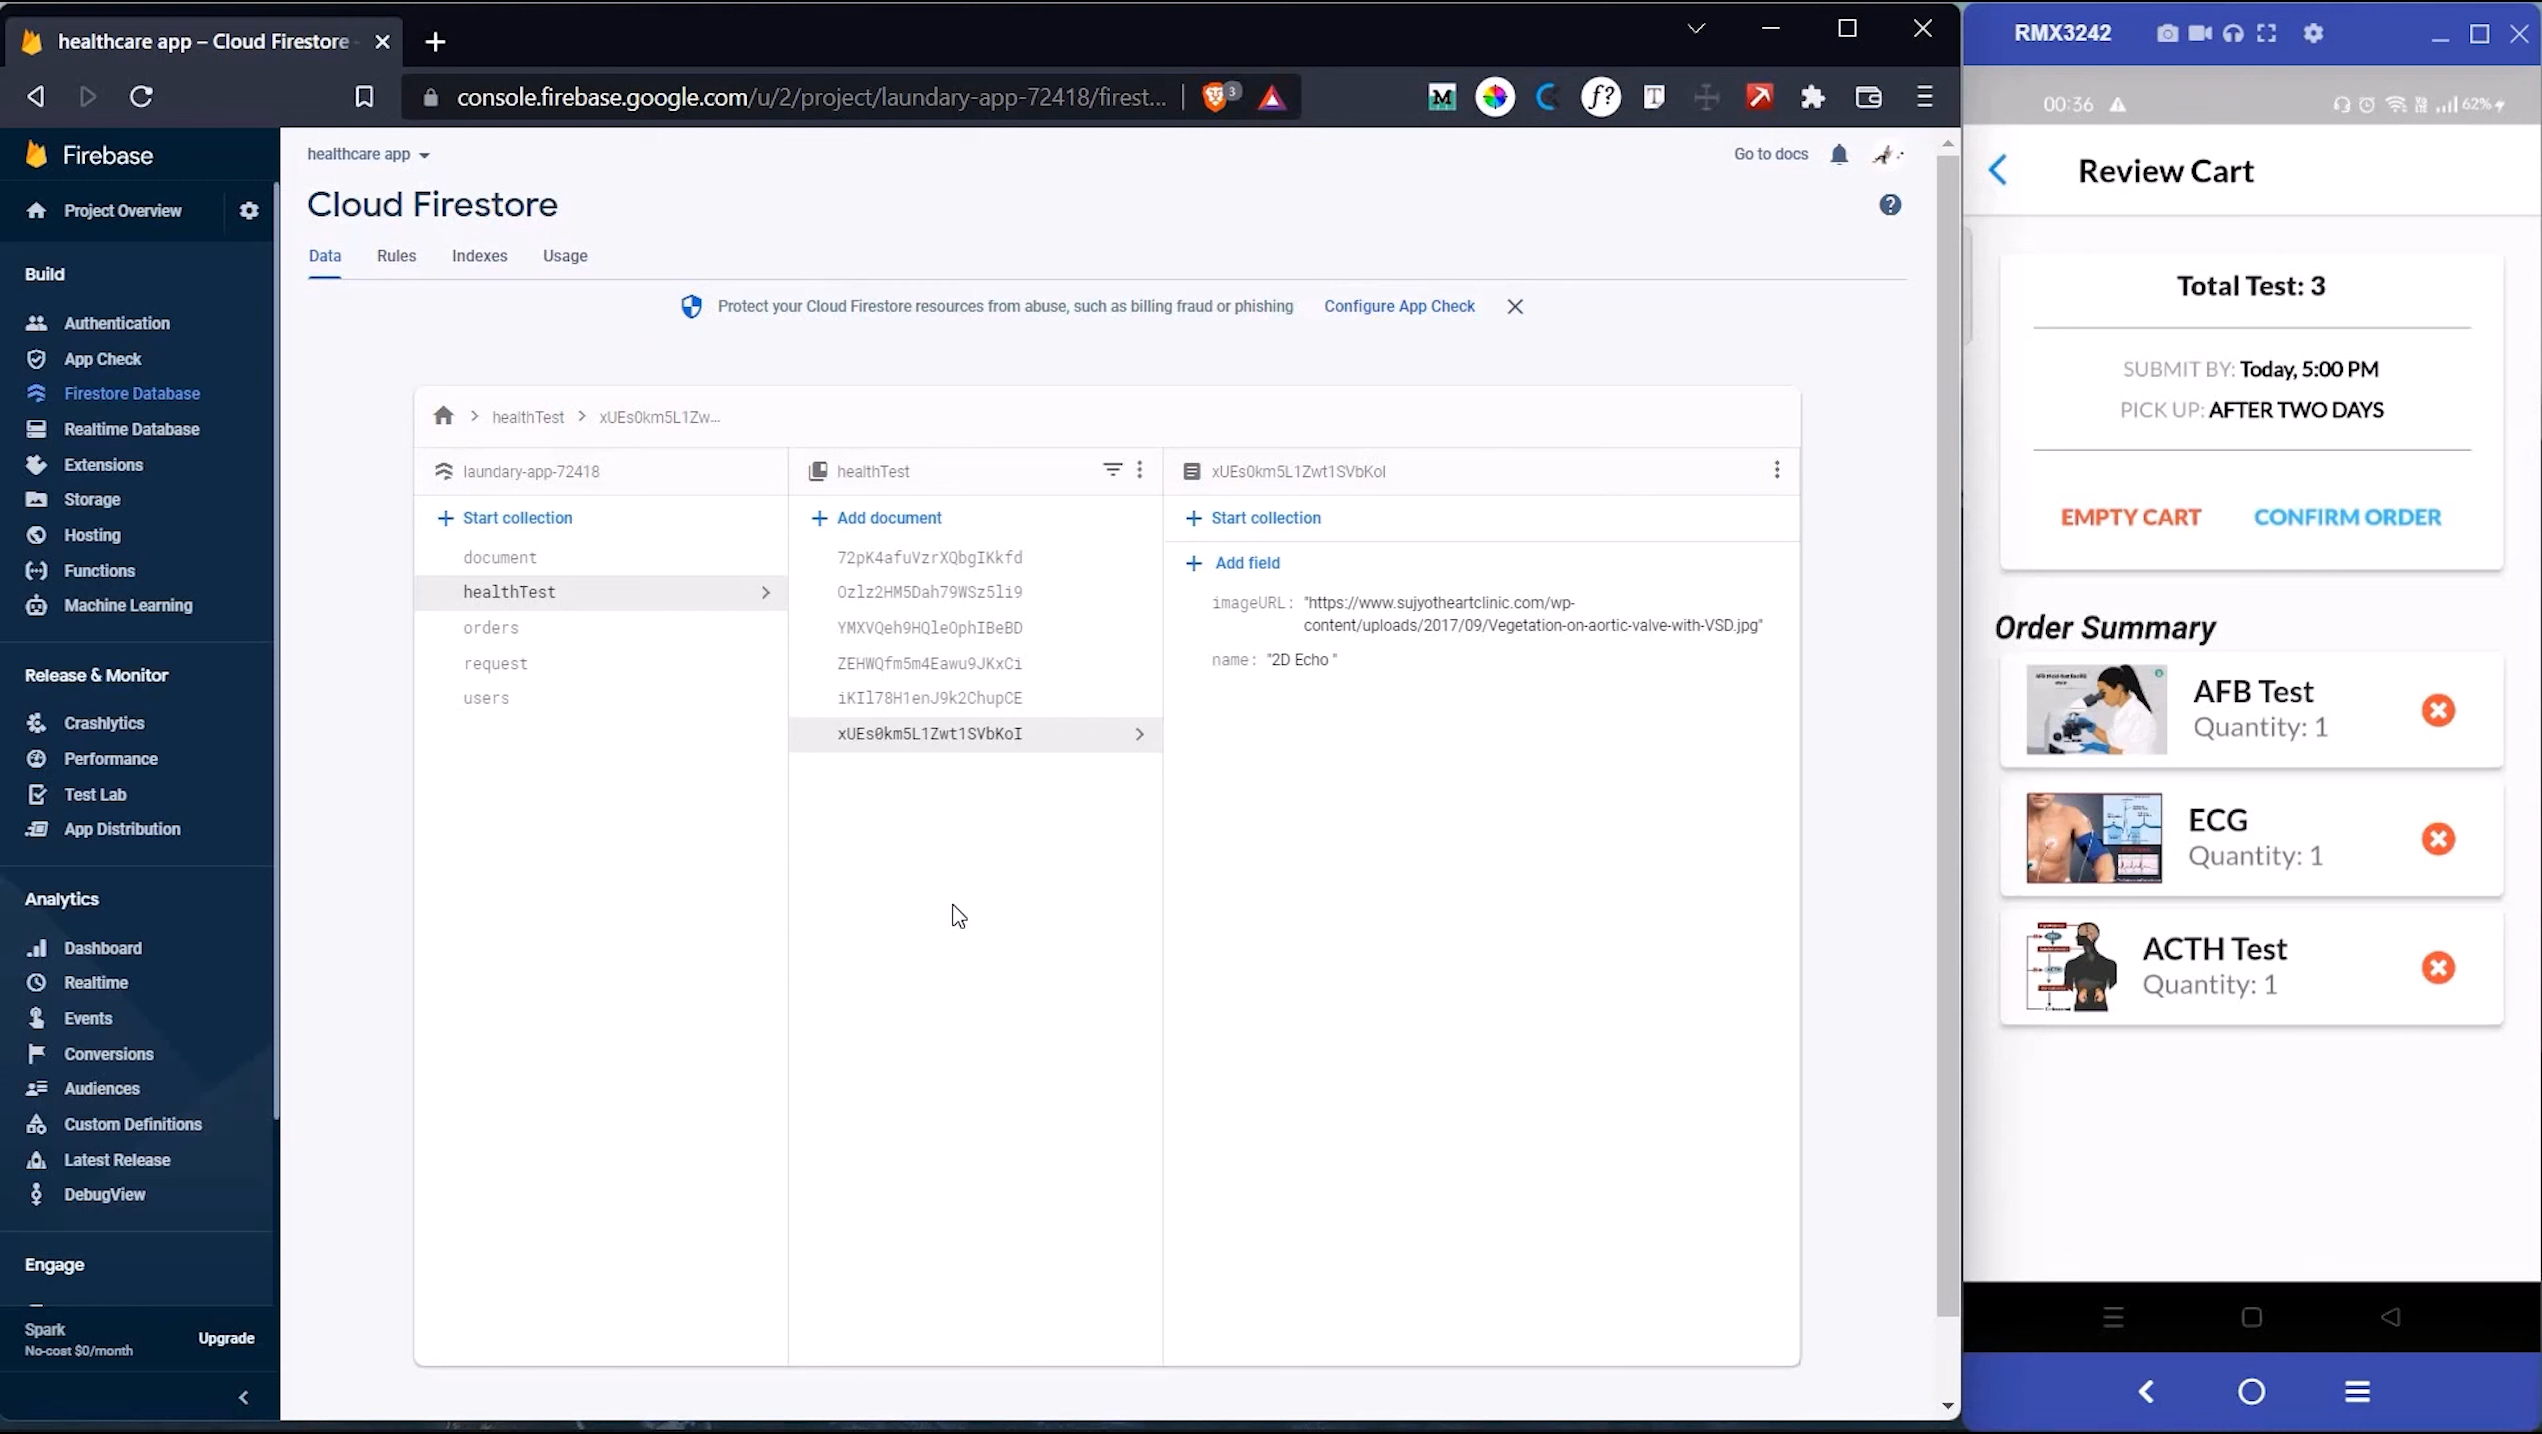 healthcare app – Cloud Firestore
console.firebase.google.com/u/2/project/laundary-app-72418/firest...
3
M
f?
T
Firebase
Project Overview
Build
Authentication
App Check
Firestore Database
Realtime Database
Extensions
Storage
Hosting
Functions
Machine Learning
Release & Monitor
Crashlytics
Performance
Test Lab
App Distribution
Analytics
Dashboard
Realtime
Events
Conversions
Audiences
Custom Definitions
Latest Release
DebugView
Engage
Spark
No-cost $0/month
Upgrade
healthcare app
Go to docs
Cloud Firestore
Data
Rules
Indexes
Usage
Protect your Cloud Firestore resources from abuse, such as billing fraud or phishing
Configure App Check
healthTest
xUEs0km5L1Zw...
laundary-app-72418
Start collection
document
healthTest
orders
request
users
healthTest
Add document
72pK4afuVzrXQbgIKkfd
Ozlz2HM5Dah79WSz5li9
YMXVQeh9HQleOphIBeBD
ZEHWQfm5m4Eawu9JKxCi
iKIl78H1enJ9k2ChupCE
xUEs0km5L1Zwt1SVbKoI
xUEs0km5L1Zwt1SVbKoI
Start collection
Add field
imageURL: "https://www.sujyotheartclinic.com/wp-
content/uploads/2017/09/Vegetation-on-aortic-valve-with-VSD.jpg"
name: "2D Echo "
RMX3242
00:36
62%
Review Cart
Total Test: 3
SUBMIT BY: Today, 5:00 PM
PICK UP: AFTER TWO DAYS
EMPTY CART
CONFIRM ORDER
Order Summary
AFB Test
Quantity: 1
ECG
Quantity: 1
ACTH Test
Quantity: 1